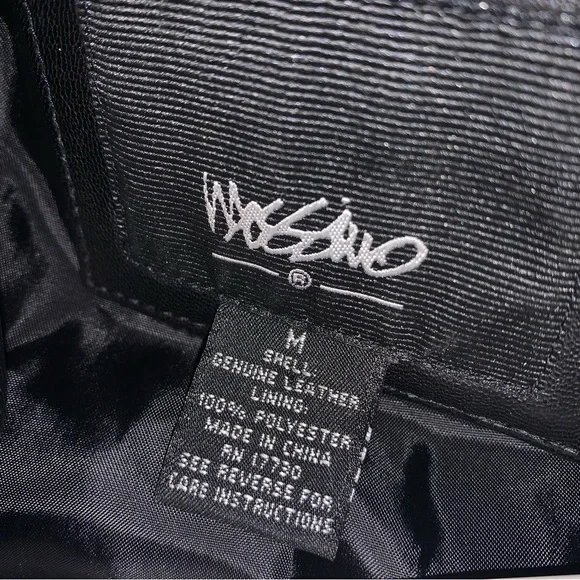 Mossimo
®
M
SHELL:
GENUINE LEATHER
LINING:
100% POLYESTER
MADE IN CHINA
RN 17730
SEE REVERSE FOR
CARE INSTRUCTIONS